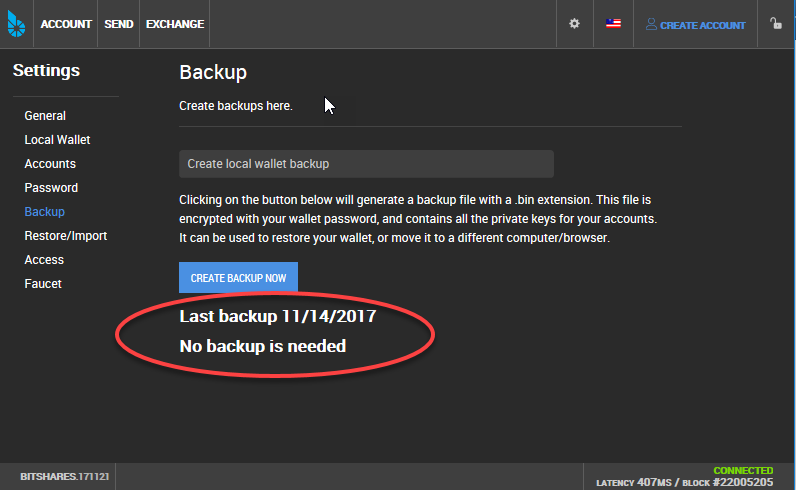 ACCOUNT SEND EXCHANGE CREATE ACCOUNT
Settings
General
Local Wallet
Accounts
Password
Backup
Restore/Import
Access
Faucet
Backup
Create backups here.
Create local wallet backup
Clicking on the button below will generate a backup file with a .bin extension. This file is
encrypted with your wallet password, and contains all the private keys for your accounts.
It can be used to restore your wallet, or move it to a different computer/browser.
CREATE BACKUP NOW
Last backup 11/14/2017
No backup is needed
BITSHARES.171121
CONNECTED
LATENCY 407MS / BLOCK #22005205